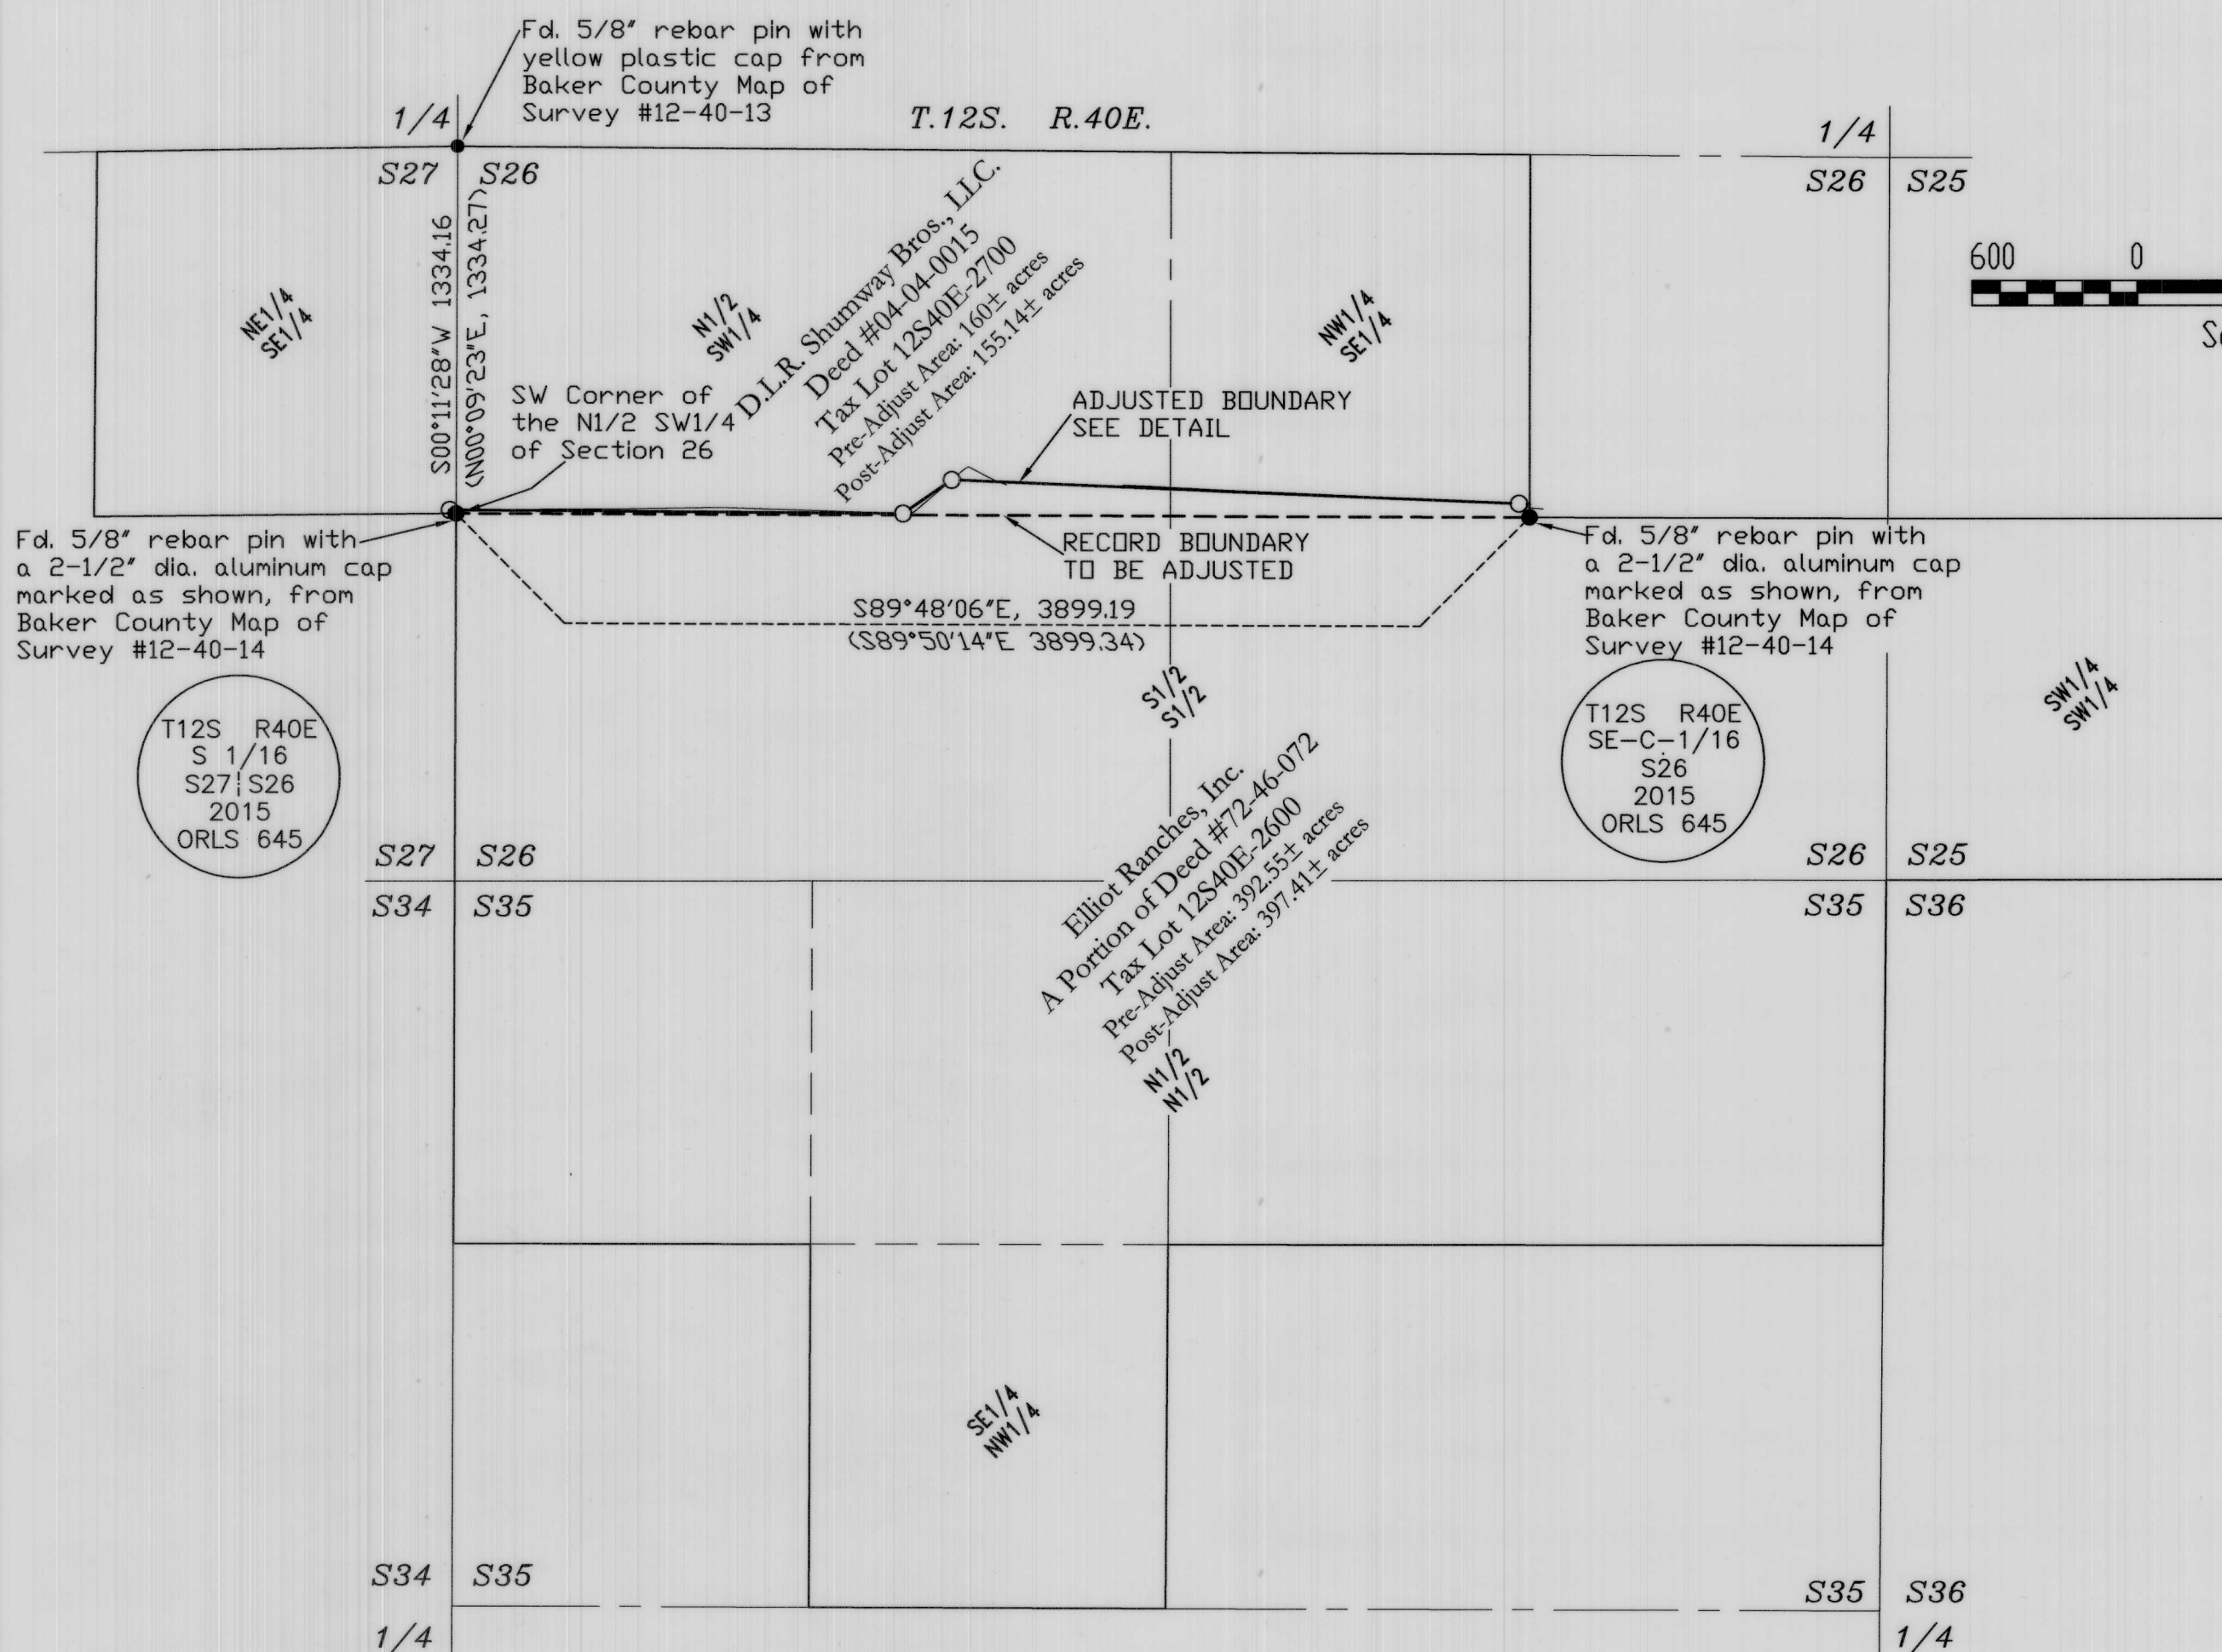 Fd. 5/8" rebar pin with
yellow plastic cap from
Baker County Map of
Survey #12-40-13
1/4
T.12S. R.40E.
1/4
S27 S26
S26 S25
S00°11'28"W 1334.16
(N00°09'23"E, 1334.27)
NE1/4
SE1/4
N1/2
SW1/4
D.L.R. Shumway Bros., LLC.
Deed #04-04-0015
Tax Lot 12S40E-2700
Pre-Adjust Area: 160± acres
Post-Adjust Area: 155.14± acres
NW1/4
SE1/4
600 0
SW Corner of
the N1/2 SW1/4
of Section 26
ADJUSTED BOUNDARY
SEE DETAIL
RECORD BOUNDARY
TO BE ADJUSTED
Fd. 5/8" rebar pin with
a 2-1/2" dia. aluminum cap
marked as shown, from
Baker County Map of
Survey #12-40-14
S89°48'06"E, 3899.19
(S89°50'14"E 3899.34)
Fd. 5/8" rebar pin with
a 2-1/2" dia. aluminum cap
marked as shown, from
Baker County Map of
Survey #12-40-14
T12S R40E
S 1/16
S27 S26
2015
ORLS 645
S1/2
S1/2
T12S R40E
SE-C-1/16
S26
2015
ORLS 645
SW1/4
SW1/4
Elliot Ranches, Inc.
A Portion of Deed #72-46-072
Tax Lot 12S40E-2600
Pre-Adjust Area: 392.55± acres
Post-Adjust Area: 397.41± acres
S27 S26
S34 S35
S26 S25
S35 S36
N1/2
N1/2
SE1/4
NW1/4
S34 S35
1/4
S35 S36
1/4